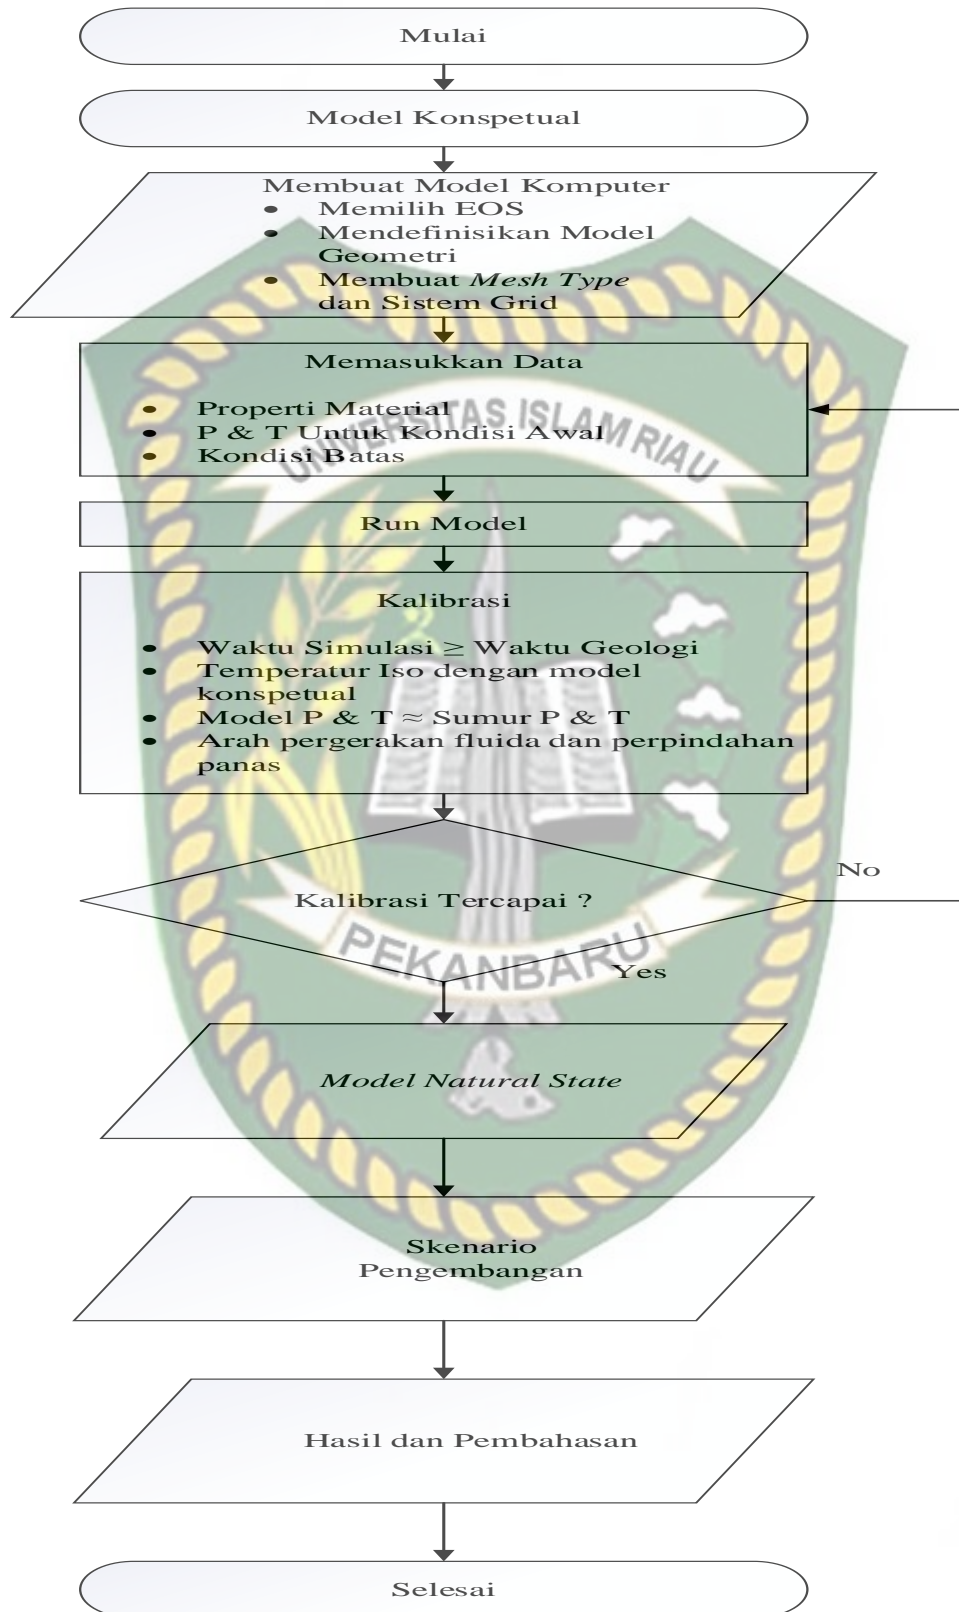 Mulai
Model Konspetual
Membuat Model Komputer
• Memilih EOS
• Mendefinisikan Model
Geometri
• Membuat Mesh Type
dan Sistem Grid
Memasukkan Data
• Properti Material
• P & T Untuk Kondisi Awal
• Kondisi Batas
UNIVERSITAS ISLAM RIAU
Run Model
Kalibrasi
• Waktu Simulasi ≥ Waktu Geologi
• Temperatur Iso dengan model
konspetual
• Model P & T ≈ Sumur P & T
• Arah pergerakan fluida dan perpindahan
panas
No
Kalibrasi Tercapai ?
PEKANBARU
Yes
Model Natural State
Skenario
Pengembangan
Hasil dan Pembahasan
Selesai